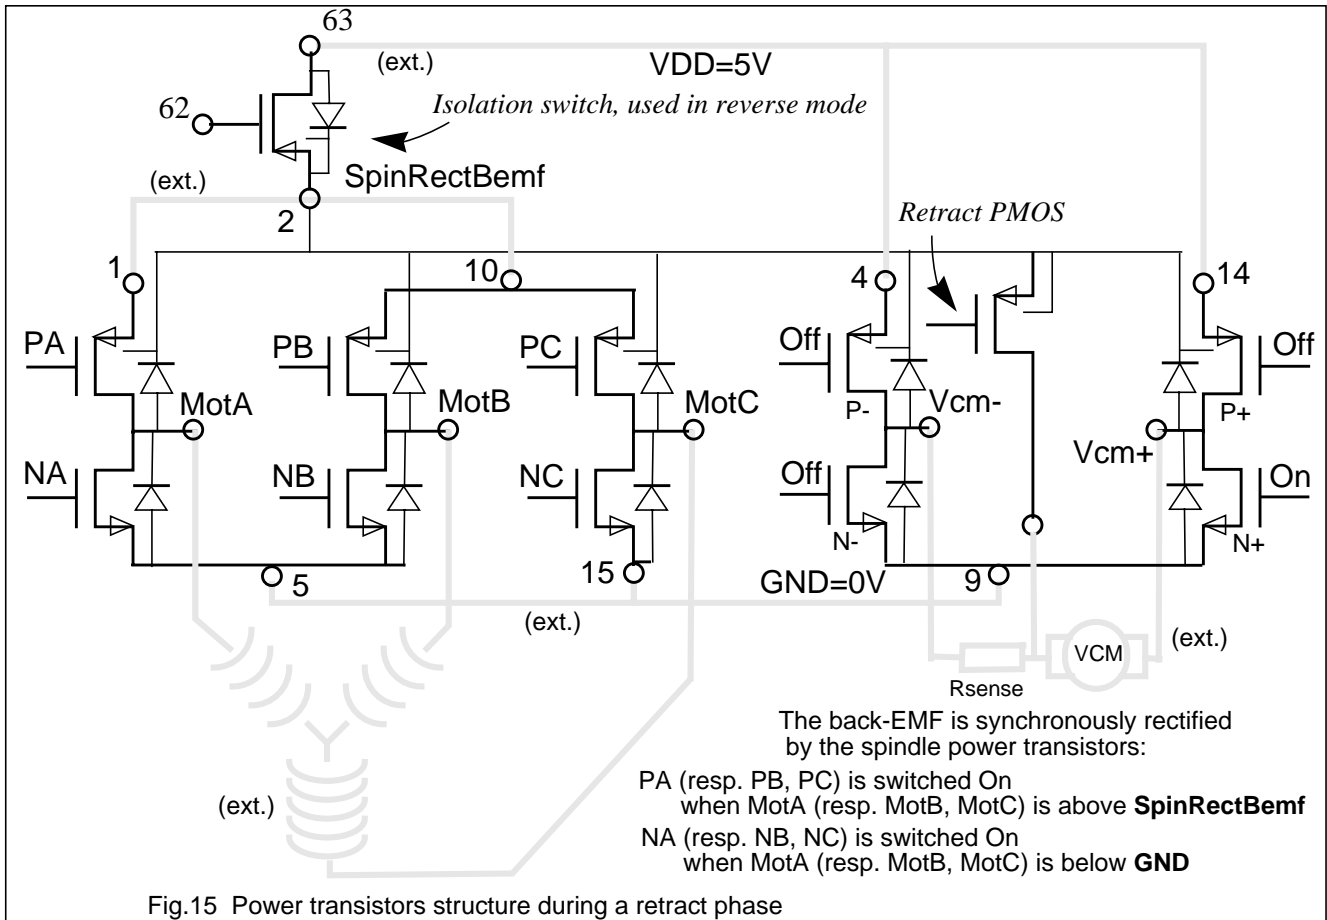 63
(ext.)
VDD=5V
62
Isolation switch, used in reverse mode
(ext.)
SpinRectBemf
2
Retract PMOS
1
10
4
14
PA
PB
PC
Off
Off
MotA
MotB
MotC
P-
Vcm-
P+
Vcm+
NA
NB
NC
Off
On
N-
N+
5
15
GND=0V
9
(ext.)
(ext.)
VCM
Rsense
(ext.)
The back-EMF is synchronously rectified
by the spindle power transistors:
PA (resp. PB, PC) is switched On
when MotA (resp. MotB, MotC) is above SpinRectBemf
NA (resp. NB, NC) is switched On
when MotA (resp. MotB, MotC) is below GND
Fig.15 Power transistors structure during a retract phase